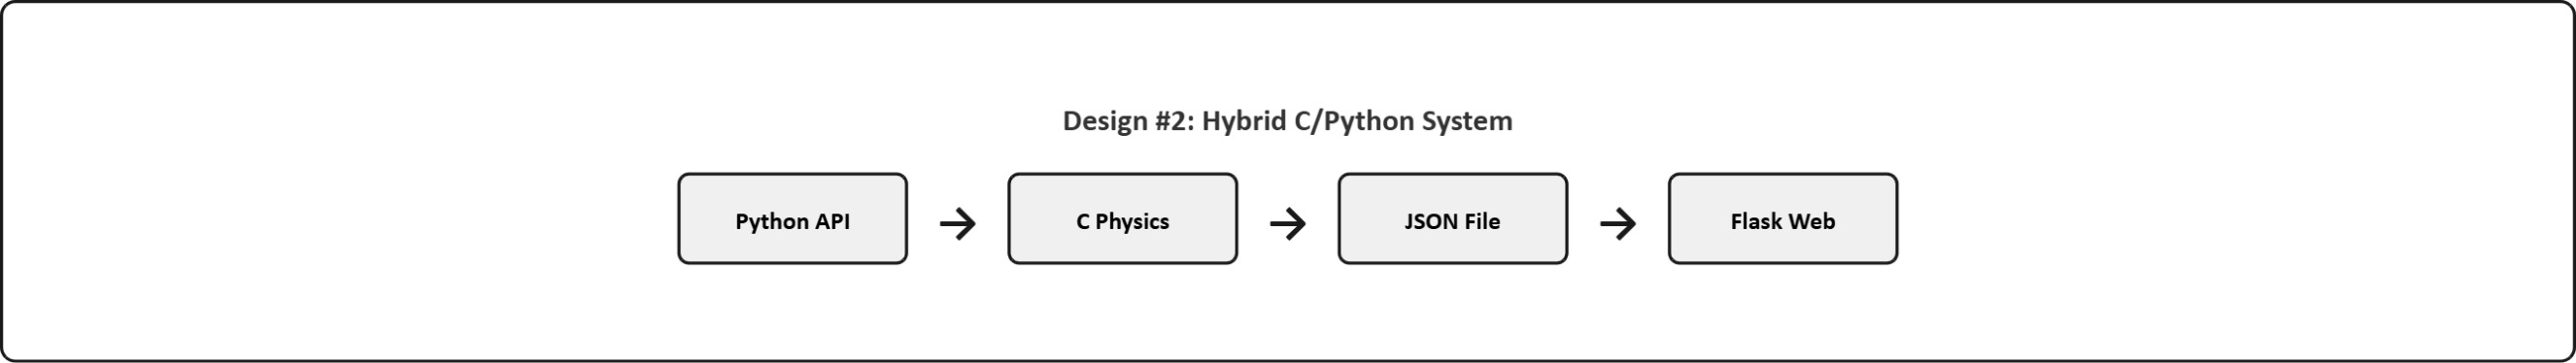 Design #2: Hybrid C/Python System
Python API → C Physics → JSON File → Flask Web